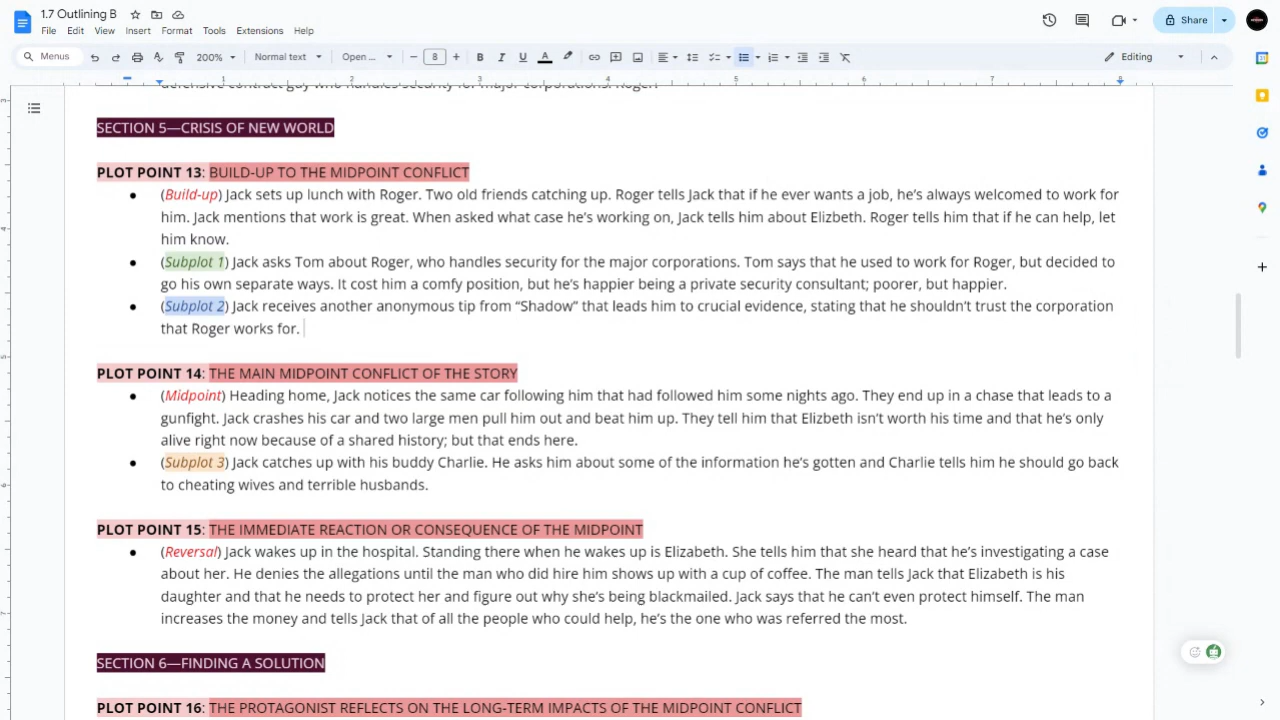 1.7 Outlining B
File Edit View Insert Format Tools Extensions Help
Share
Menus 200% Normal text Open ... 8 B I U A Editing
1 2 3 4 5 6 7 8
SECTION 5—CRISIS OF NEW WORLD
PLOT POINT 13: BUILD-UP TO THE MIDPOINT CONFLICT
● (Build-up) Jack sets up lunch with Roger. Two old friends catching up. Roger tells Jack that if he ever wants a job, he's always welcomed to work for
him. Jack mentions that work is great. When asked what case he's working on, Jack tells him about Elizbeth. Roger tells him that if he can help, let
him know.
● (Subplot 1) Jack asks Tom about Roger, who handles security for the major corporations. Tom says that he used to work for Roger, but decided to
go his own separate ways. It cost him a comfy position, but he's happier being a private security consultant; poorer, but happier.
● (Subplot 2) Jack receives another anonymous tip from “Shadow” that leads him to crucial evidence, stating that he shouldn't trust the corporation
that Roger works for.
PLOT POINT 14: THE MAIN MIDPOINT CONFLICT OF THE STORY
● (Midpoint) Heading home, Jack notices the same car following him that had followed him some nights ago. They end up in a chase that leads to a
gunfight. Jack crashes his car and two large men pull him out and beat him up. They tell him that Elizbeth isn't worth his time and that he's only
alive right now because of a shared history; but that ends here.
● (Subplot 3) Jack catches up with his buddy Charlie. He asks him about some of the information he's gotten and Charlie tells him he should go back
to cheating wives and terrible husbands.
PLOT POINT 15: THE IMMEDIATE REACTION OR CONSEQUENCE OF THE MIDPOINT
● (Reversal) Jack wakes up in the hospital. Standing there when he wakes up is Elizabeth. She tells him that she heard that he's investigating a case
about her. He denies the allegations until the man who did hire him shows up with a cup of coffee. The man tells Jack that Elizabeth is his
daughter and that he needs to protect her and figure out why she's being blackmailed. Jack says that he can't even protect himself. The man
increases the money and tells Jack that of all the people who could help, he's the one who was referred the most.
SECTION 6—FINDING A SOLUTION
PLOT POINT 16: THE PROTAGONIST REFLECTS ON THE LONG-TERM IMPACTS OF THE MIDPOINT CONFLICT